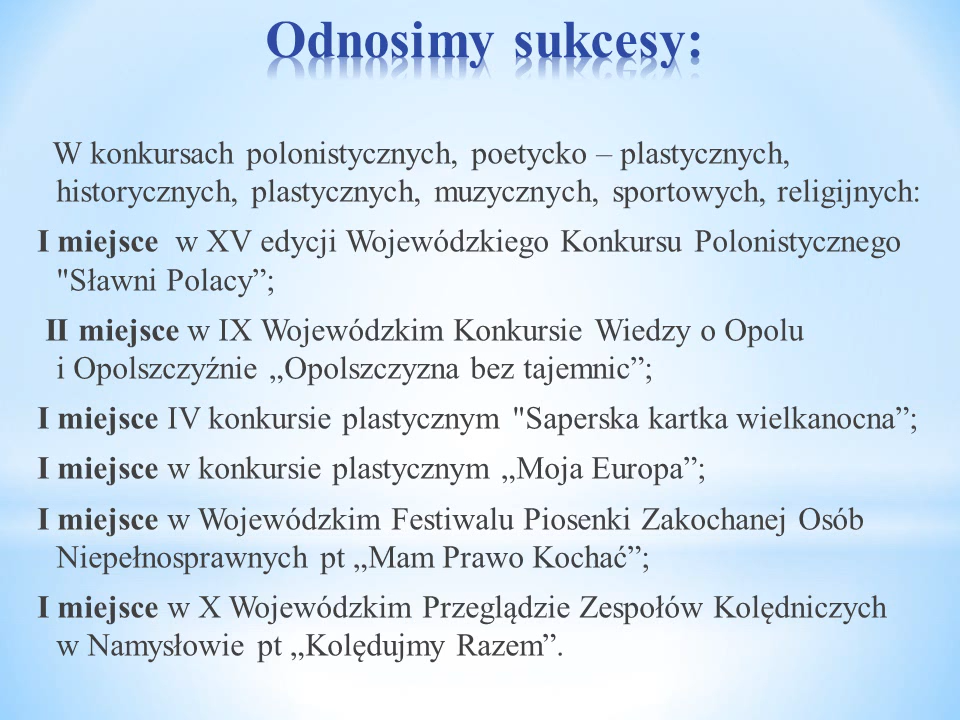 Odnosimy sukcesy:
W konkursach polonistycznych, poetycko – plastycznych,
historycznych, plastycznych, muzycznych, sportowych, religijnych:
I miejsce w XV edycji Wojewódzkiego Konkursu Polonistycznego
"Sławni Polacy”;
II miejsce w IX Wojewódzkim Konkursie Wiedzy o Opolu
i Opolszczyźnie „Opolszczyzna bez tajemnic”;
I miejsce IV konkursie plastycznym "Saperska kartka wielkanocna”;
I miejsce w konkursie plastycznym „Moja Europa”;
I miejsce w Wojewódzkim Festiwalu Piosenki Zakochanej Osób
Niepełnosprawnych pt „Mam Prawo Kochać”;
I miejsce w X Wojewódzkim Przeglądzie Zespołów Kolędniczych
w Namysłowie pt „Kolędujmy Razem”.